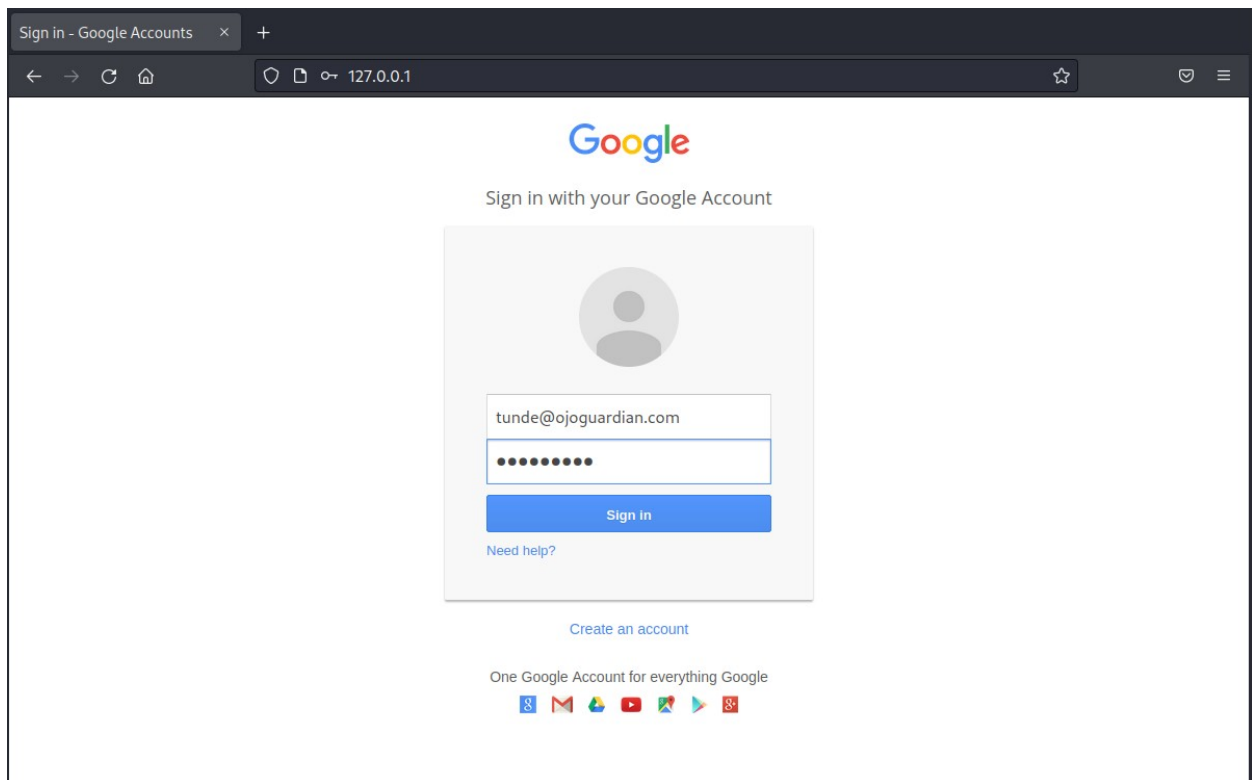 Sign in - Google Accounts
127.0.0.1
Google
Sign in with your Google Account
tunde@ojoguardian.com
Sign in
Need help?
Create an account
One Google Account for everything Google